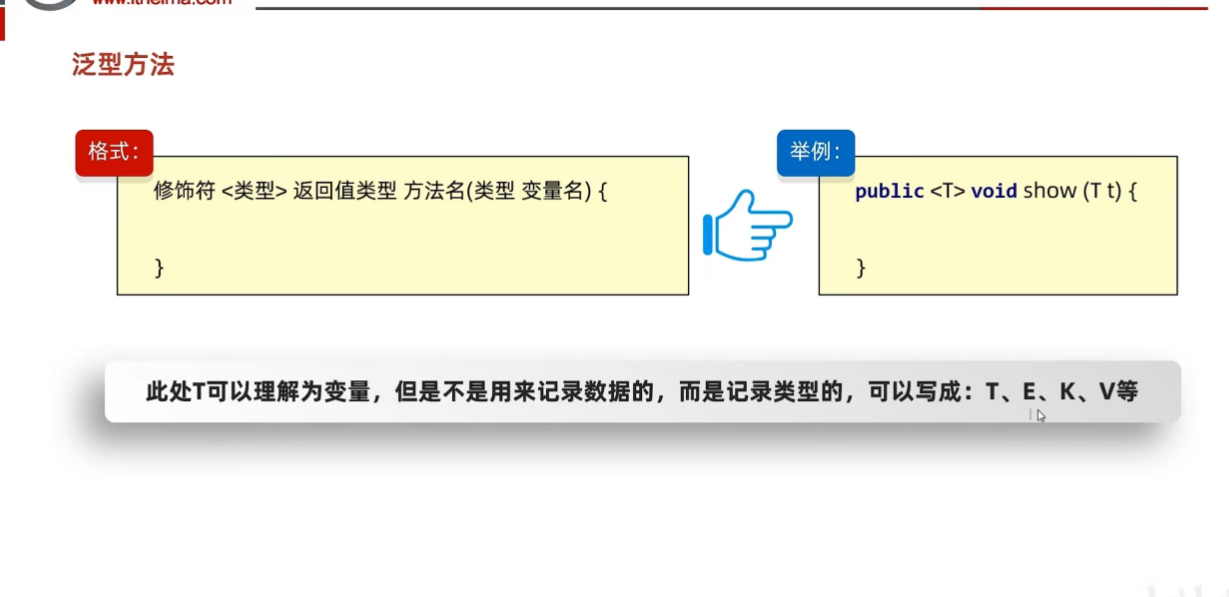 www.itheima.com
泛型方法
格式：
修饰符 <类型> 返回值类型 方法名(类型 变量名) {
}
举例：
public <T> void show (T t) {
}
此处T可以理解为变量，但是不是用来记录数据的，而是记录类型的，可以写成：T、E、K、V等